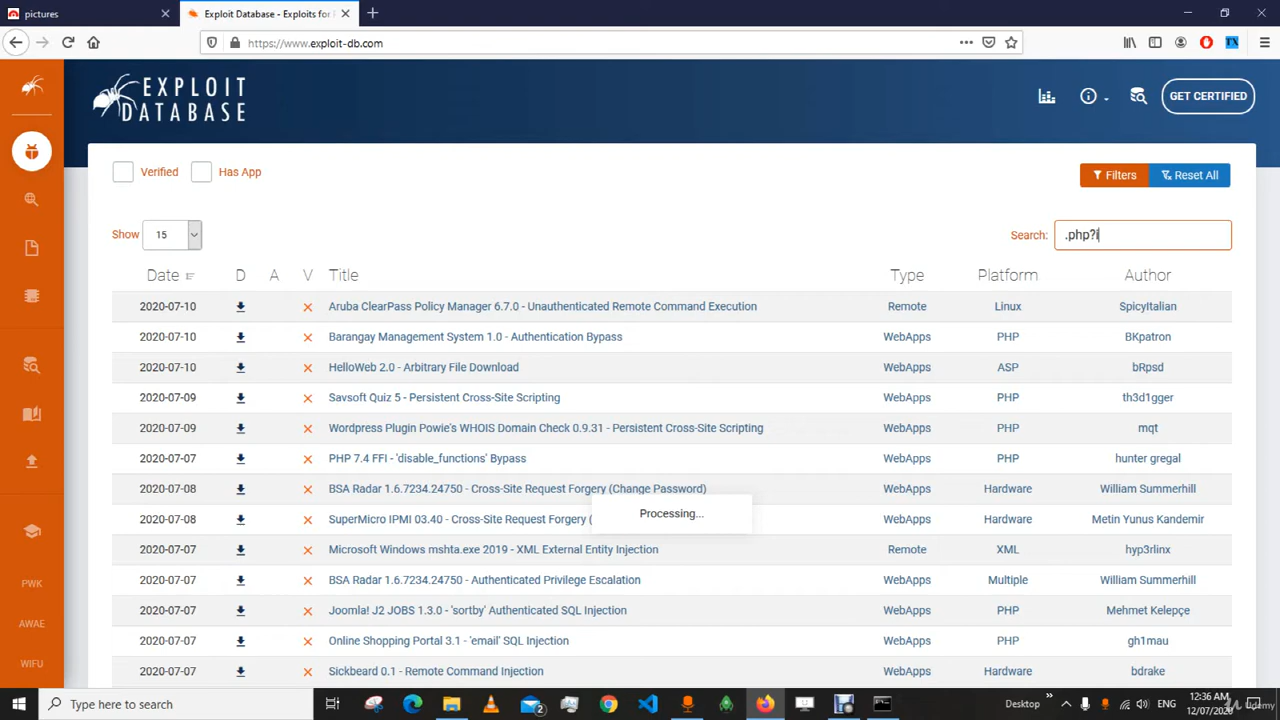 pictures
Exploit Database - Exploits for
https://www.exploit-db.com
TX
EXPLOIT
DATABASE
GET CERTIFIED
Verified
Has App
Filters
Reset All
Show
15
Search:
.php?i
Date D A V Title Type Platform Author
2020-07-10 Aruba ClearPass Policy Manager 6.7.0 - Unauthenticated Remote Command Execution Remote Linux SpicyItalian
2020-07-10 Barangay Management System 1.0 - Authentication Bypass WebApps PHP BKpatron
2020-07-10 HelloWeb 2.0 - Arbitrary File Download WebApps ASP bRpsd
2020-07-09 Savsoft Quiz 5 - Persistent Cross-Site Scripting WebApps PHP th3d1gger
2020-07-09 Wordpress Plugin Powie's WHOIS Domain Check 0.9.31 - Persistent Cross-Site Scripting WebApps PHP mqt
2020-07-07 PHP 7.4 FFI - 'disable_functions' Bypass WebApps PHP hunter gregal
2020-07-08 BSA Radar 1.6.7234.24750 - Cross-Site Request Forgery (Change Password) WebApps Hardware William Summerhill
Processing...
2020-07-08 SuperMicro IPMI 03.40 - Cross-Site Request Forgery ( WebApps Hardware Metin Yunus Kandemir
2020-07-07 Microsoft Windows mshta.exe 2019 - XML External Entity Injection Remote XML hyp3rlinx
2020-07-07 BSA Radar 1.6.7234.24750 - Authenticated Privilege Escalation WebApps Multiple William Summerhill
PWK
2020-07-07 Joomla! J2 JOBS 1.3.0 - 'sortby' Authenticated SQL Injection WebApps PHP Mehmet Kelepçe
AWAE
2020-07-07 Online Shopping Portal 3.1 - 'email' SQL Injection WebApps PHP gh1mau
WIFU
2020-07-07 Sickbeard 0.1 - Remote Command Injection WebApps Hardware bdrake
Type here to search
2
Desktop
ENG
12:36 AM
12/07/2020
Udemy